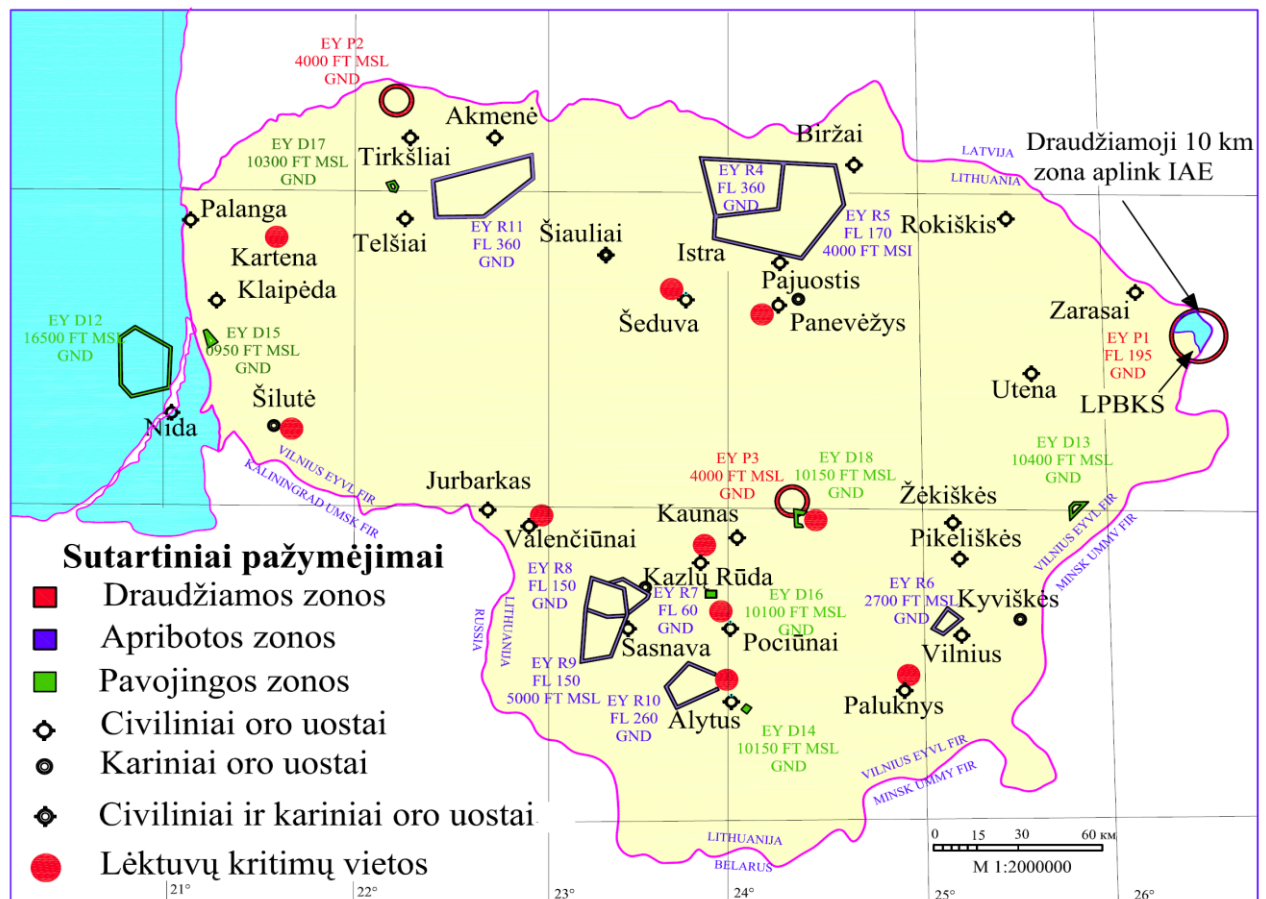 EY P2
4000 FT MSL
GND
Akmenė
Biržai
Draudžiamoji 10 km
zona aplink IAE
EY D17
10300 FT MSL
GND
Tirkšliai
LATVIJA
LITHUANIA
EY R4
FL 360
GND
Palanga
Telšiai
EY R11
FL 360
GND
Šiauliai
Istra
EY R5
FL 170
4000 FT MSI
Rokiškis
Kartena
Klaipėda
Pajuostis
Zarasai
EY D12
16500 FT MSL
GND
EY D15
0950 FT MSL
GND
Šeduva
Panevėžys
EY P1
FL 195
GND
Utena
LPBKS
Šilutė
Nida
VILNIUS EYVL FIR
KALININGRAD UMSK FIR
EY P3
4000 FT MSL
GND
EY D18
10150 FT MSL
GND
EY D13
10400 FT MSL
GND
Jurbarkas
Kaunas
Žėkiškės
Valenčiūnai
Pikėliškės
VILNIUS EYVL FIR
MINSK UMMV FIR
Sutartiniai pažymėjimai
Draudžiamos zonos
Apribotos zonos
Pavojingos zonos
Civiliniai oro uostai
Kariniai oro uostai
Civiliniai ir kariniai oro uostai
Lėktuvų kritimų vietos
EY R8
FL 150
GND
Kazlų Rūda
EY R7
FL 60
GND
EY D16
10100 FT MSL
GND
EY R6
2700 FT MSL
GND
Kyviškės
RUSSIA
LITHUANIJA
Sasnava
Pociūnai
Vilnius
EY R9
FL 150
5000 FT MSL
EY R10
FL 260
GND
Alytus
Paluknys
EY D14
10150 FT MSL
GND
VILNIUS EYVL FIR
MINSK UMMY FIR
LITHUANIJA
BELARUS
0 15 30 60 км
M 1:2000000
21° 22° 23° 24° 25° 26°